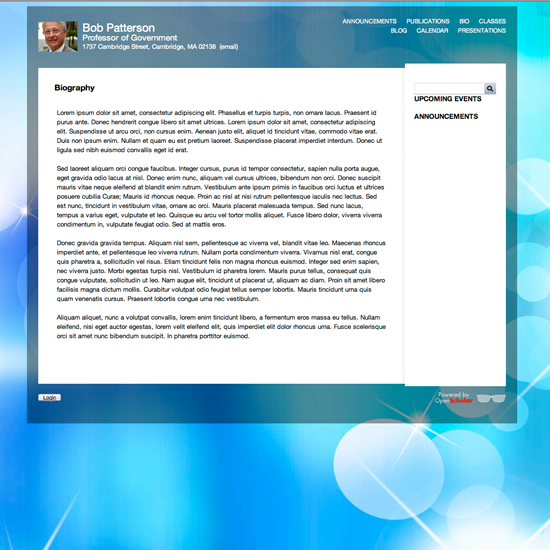 Bob Patterson
Professor of Government
1737 Cambridge Street, Cambridge, MA 02138 (email)
ANNOUNCEMENTS PUBLICATIONS BIO CLASSES
BLOG CALENDAR PRESENTATIONS
Biography
Lorem ipsum dolor sit amet, consectetur adipiscing elit. Phasellus et turpis turpis, non ornare lacus. Praesent id
purus ante. Donec hendrerit congue libero sit amet ultrices. Lorem ipsum dolor sit amet, consectetur adipiscing
elit. Suspendisse ut arcu orci, non cursus enim. Aenean justo elit, aliquet id tincidunt vitae, commodo vitae erat.
Duis non ipsum enim. Nullam et quam eu est pretium laoreet. Suspendisse placerat imperdiet interdum. Donec ut
ligula sed nibh euismod convallis eget id erat.
Sed laoreet aliquam orci congue faucibus. Integer cursus, purus id tempor consectetur, sapien nulla porta augue,
eget gravida odio lacus at nisl. Donec enim nunc, aliquam vel cursus ultrices, bibendum non orci. Donec suscipit
mauris vitae neque eleifend at blandit enim rutrum. Vestibulum ante ipsum primis in faucibus orci luctus et ultrices
posuere cubilia Curae; Mauris id rhoncus neque. Proin ac nisl at nisi rutrum pellentesque iaculis nec lectus. Sed
est nunc, tincidunt in vestibulum vitae, ornare ac orci. Mauris placerat malesuada tempus. Sed nunc lacus,
tempus a varius eget, vulputate et leo. Quisque eu arcu vel tortor mollis aliquet. Fusce libero dolor, viverra viverra
condimentum in, vulputate feugiat odio. Sed at mattis eros.
Donec gravida gravida tempus. Aliquam nisl sem, pellentesque ac viverra vel, blandit vitae leo. Maecenas rhoncus
imperdiet ante, et pellentesque leo viverra rutrum. Nullam porta condimentum viverra. Vivamus nisl erat, congue
quis pharetra a, sollicitudin vel risus. Etiam tincidunt felis non magna rhoncus euismod. Integer sed enim sapien,
nec viverra justo. Morbi egestas turpis nisl. Vestibulum id pharetra lorem. Mauris purus tellus, consequat quis
congue vulputate, sollicitudin ut leo. Nam augue elit, tincidunt ut placerat ut, aliquam ac diam. Proin sit amet libero
facilisis magna dictum mollis. Curabitur volutpat odio feugiat tellus semper lobortis. Mauris tincidunt urna quis
quam venenatis cursus. Praesent lobortis congue urna nec vestibulum.
Aliquam aliquet, nunc a volutpat convallis, lorem enim tincidunt libero, a fermentum eros massa eu tellus. Nullam
eleifend, nisi eget auctor egestas, lorem velit eleifend elit, quis imperdiet elit dolor rhoncus urna. Fusce scelerisque
orci sit amet nunc bibendum suscipit. In pharetra porttitor euismod.
UPCOMING EVENTS
ANNOUNCEMENTS
Login
Powered by
OpenScholar